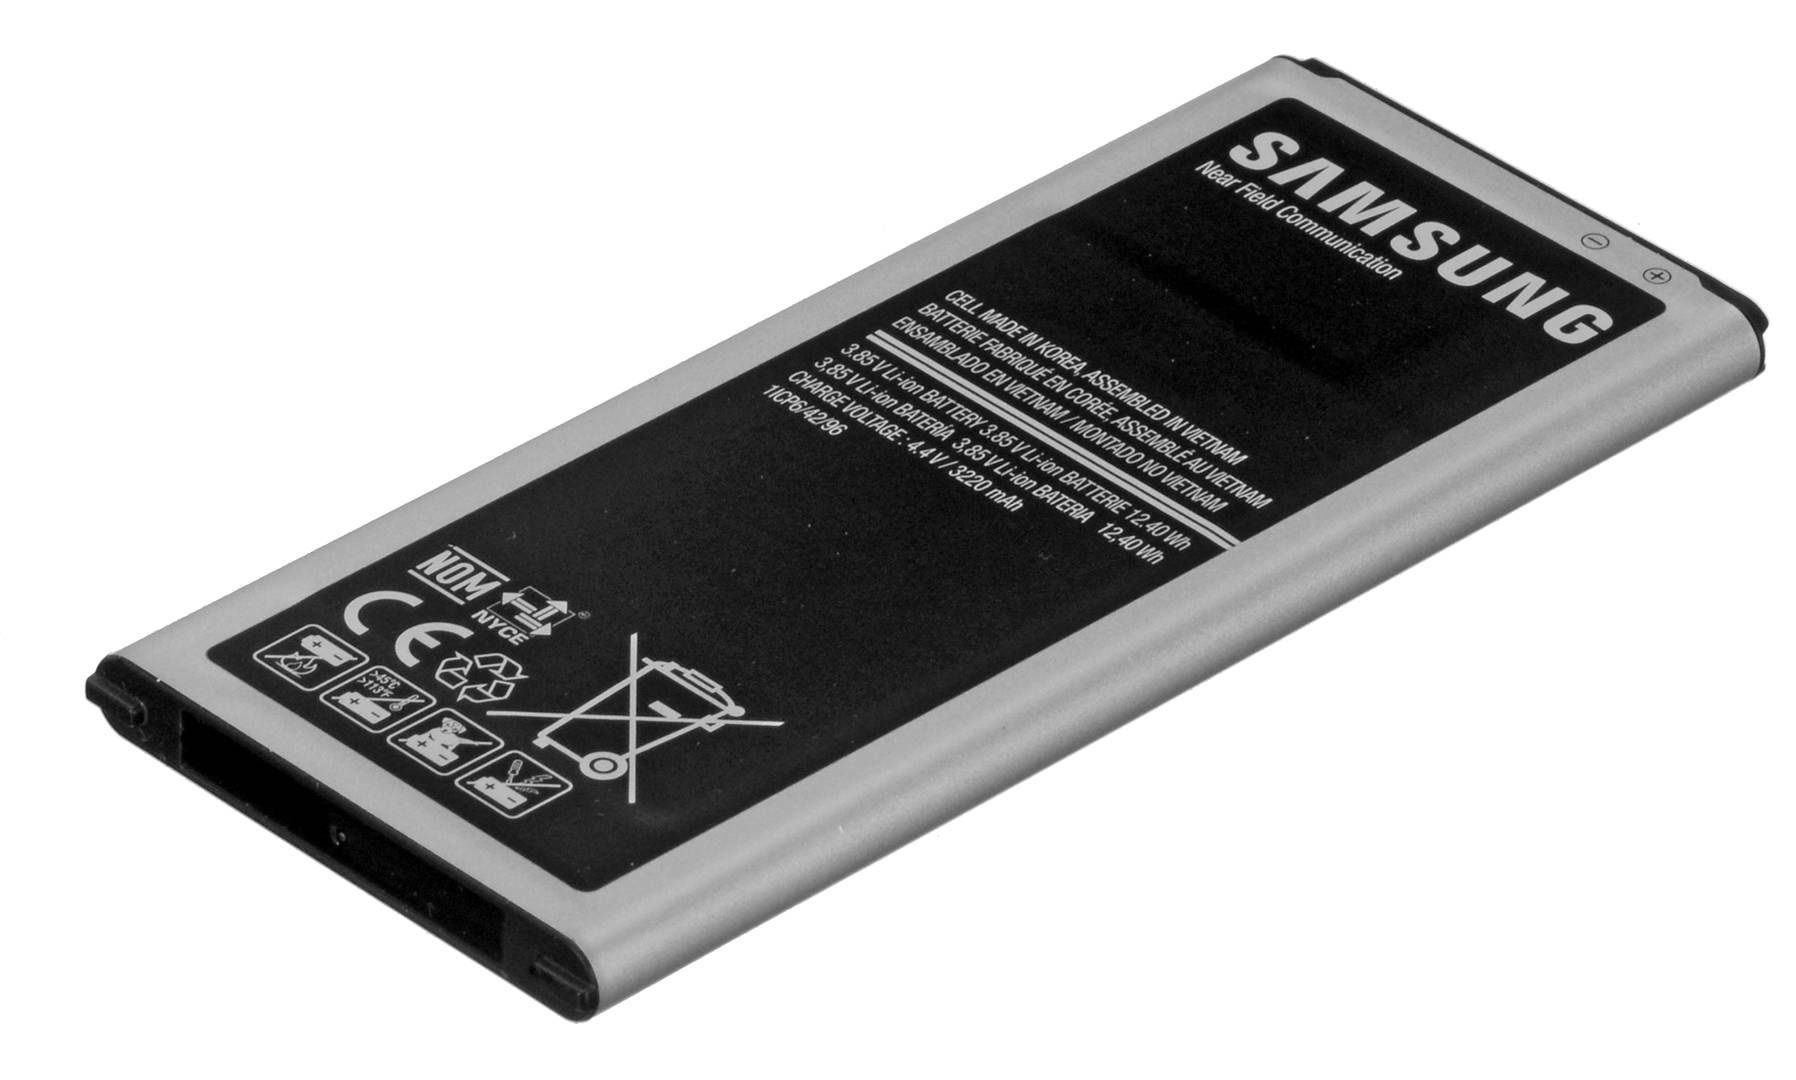 SAMSUNG
Near Field Communication
CELL MADE IN KOREA, ASSEMBLED IN VIETNAM
BATTERIE FABRIQUÉ EN CORÉE, ASSEMBLÉ AU VIETNAM
ENSAMBLADO EN VIETNAM / MONTADO NO VIETNAM
3.85 V Li-ion BATTERY 3.85 V Li-ion BATTERIE 12.40 Wh
3.85 V Li-ion BATERÍA 3,85 V Li-ion BATERIA 12,40 Wh
CHARGE VOLTAGE: 4.4 V / 3220 mAh
1ICP6/42/96
NOM
NYCE
CE
>45°C
>113°F